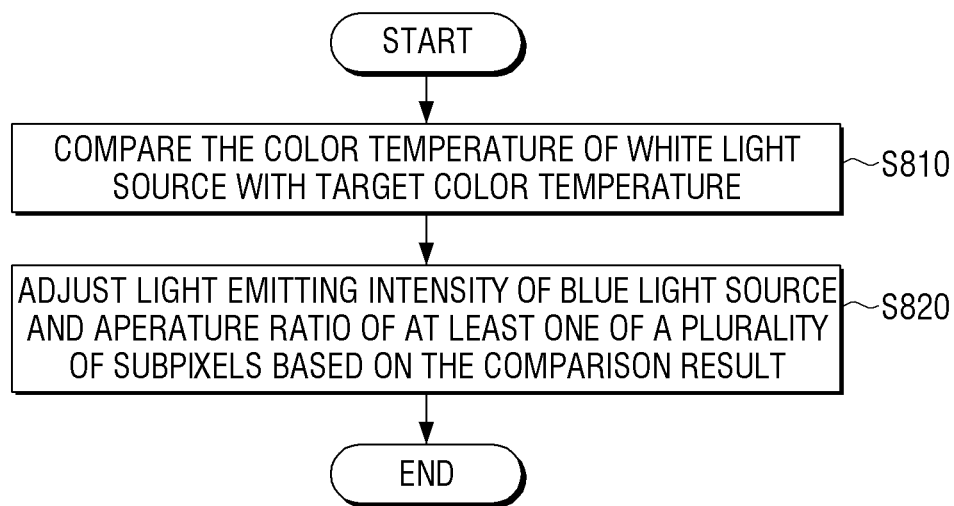 START
COMPARE THE COLOR TEMPERATURE OF WHITE LIGHT
SOURCE WITH TARGET COLOR TEMPERATURE
S810
ADJUST LIGHT EMITTING INTENSITY OF BLUE LIGHT SOURCE
AND APERATURE RATIO OF AT LEAST ONE OF A PLURALITY
OF SUBPIXELS BASED ON THE COMPARISON RESULT
S820
END